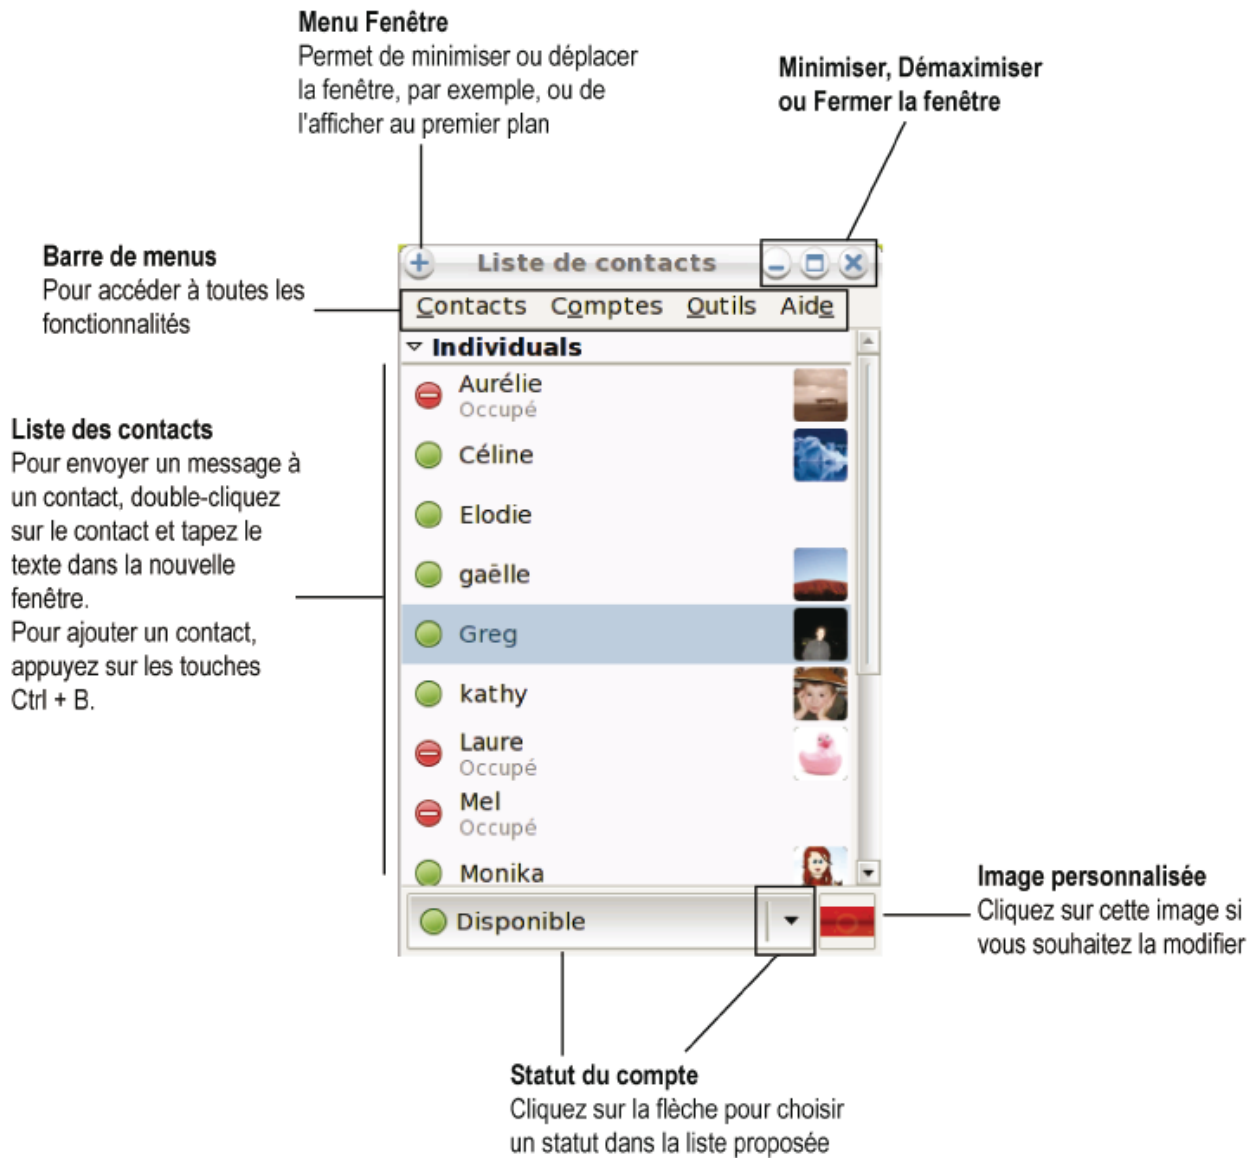 Menu Fenêtre
Permet de minimiser ou déplacer
la fenêtre, par exemple, ou de
l'afficher au premier plan
Minimiser, Démaximiser
ou Fermer la fenêtre
Barre de menus
Pour accéder à toutes les
fonctionnalités
Liste de contacts
Contacts Comptes Outils Aide
Individuals
Aurélie
Occupé
Céline
Elodie
gaëlle
Greg
kathy
Laure
Occupé
Mel
Occupé
Monika
Disponible
Liste des contacts
Pour envoyer un message à
un contact, double-cliquez
sur le contact et tapez le
texte dans la nouvelle
fenêtre.
Pour ajouter un contact,
appuyez sur les touches
Ctrl + B.
Image personnalisée
Cliquez sur cette image si
vous souhaitez la modifier
Statut du compte
Cliquez sur la flèche pour choisir
un statut dans la liste proposée